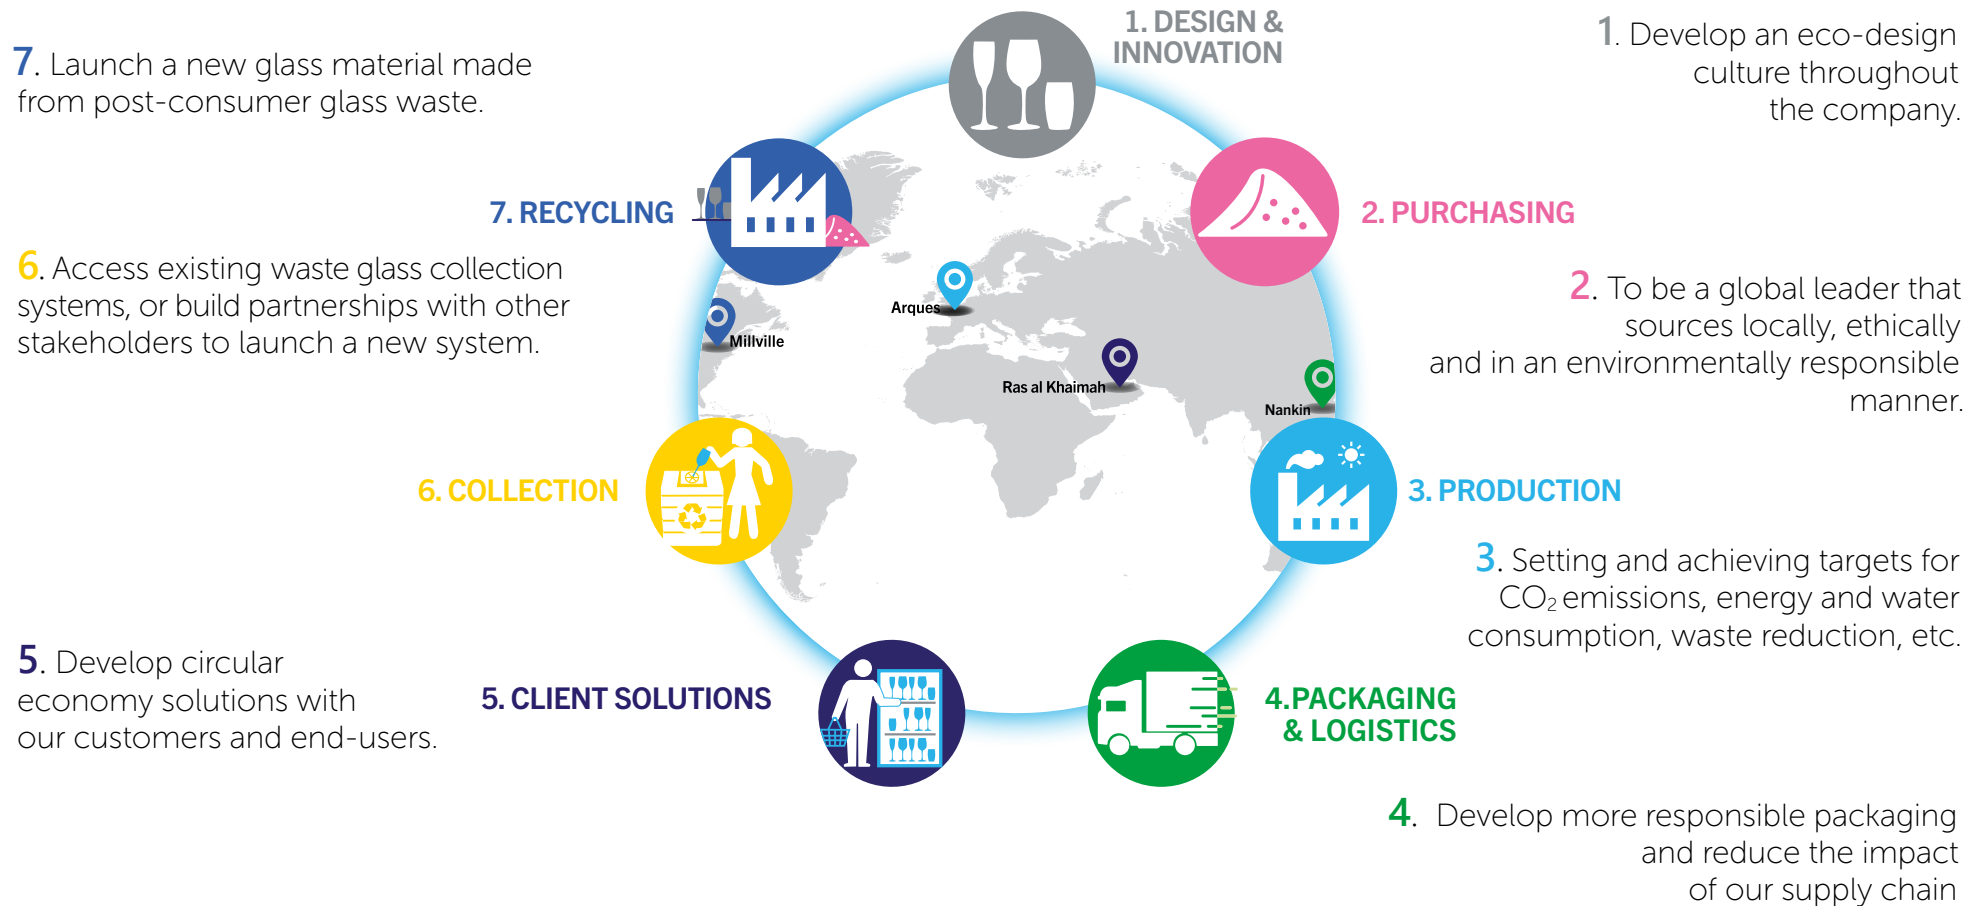 1. DESIGN &
INNOVATION
1. Develop an eco-design
culture throughout
the company.
7. Launch a new glass material made
from post-consumer glass waste.
7. RECYCLING
2. PURCHASING
6. Access existing waste glass collection
systems, or build partnerships with other
stakeholders to launch a new system.
2. To be a global leader that
sources locally, ethically
and in an environmentally responsible
manner.
Arques
Millville
Ras al Khaimah
Nankin
6. COLLECTION
3. PRODUCTION
3. Setting and achieving targets for
CO₂ emissions, energy and water
consumption, waste reduction, etc.
5. Develop circular
economy solutions with
our customers and end-users.
5. CLIENT SOLUTIONS
4.PACKAGING
& LOGISTICS
4. Develop more responsible packaging
and reduce the impact
of our supply chain